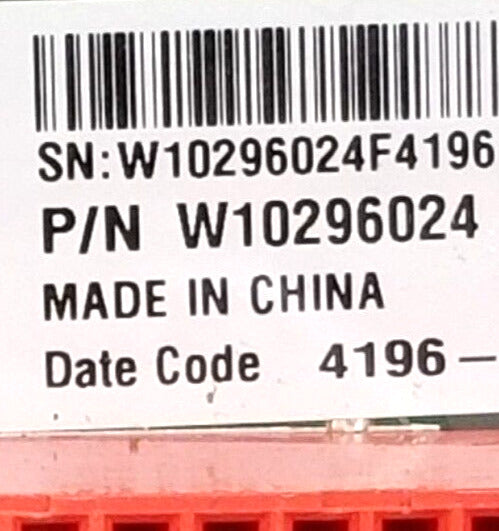 SN:W10296024F4196
P/N W10296024
MADE IN CHINA
Date Code 4196-